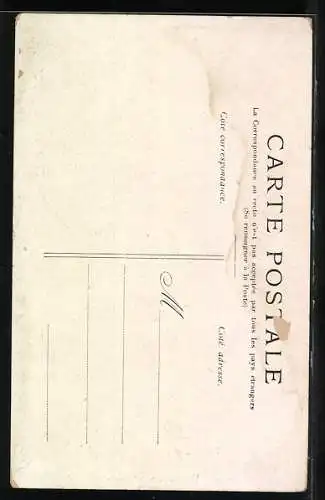 CARTE POSTALE
La Correspondance au recto n'est pas acceptée par tous les pays étrangers
(Se renseigner à la Poste)
Côté correspondance.
Côté adresse.
M